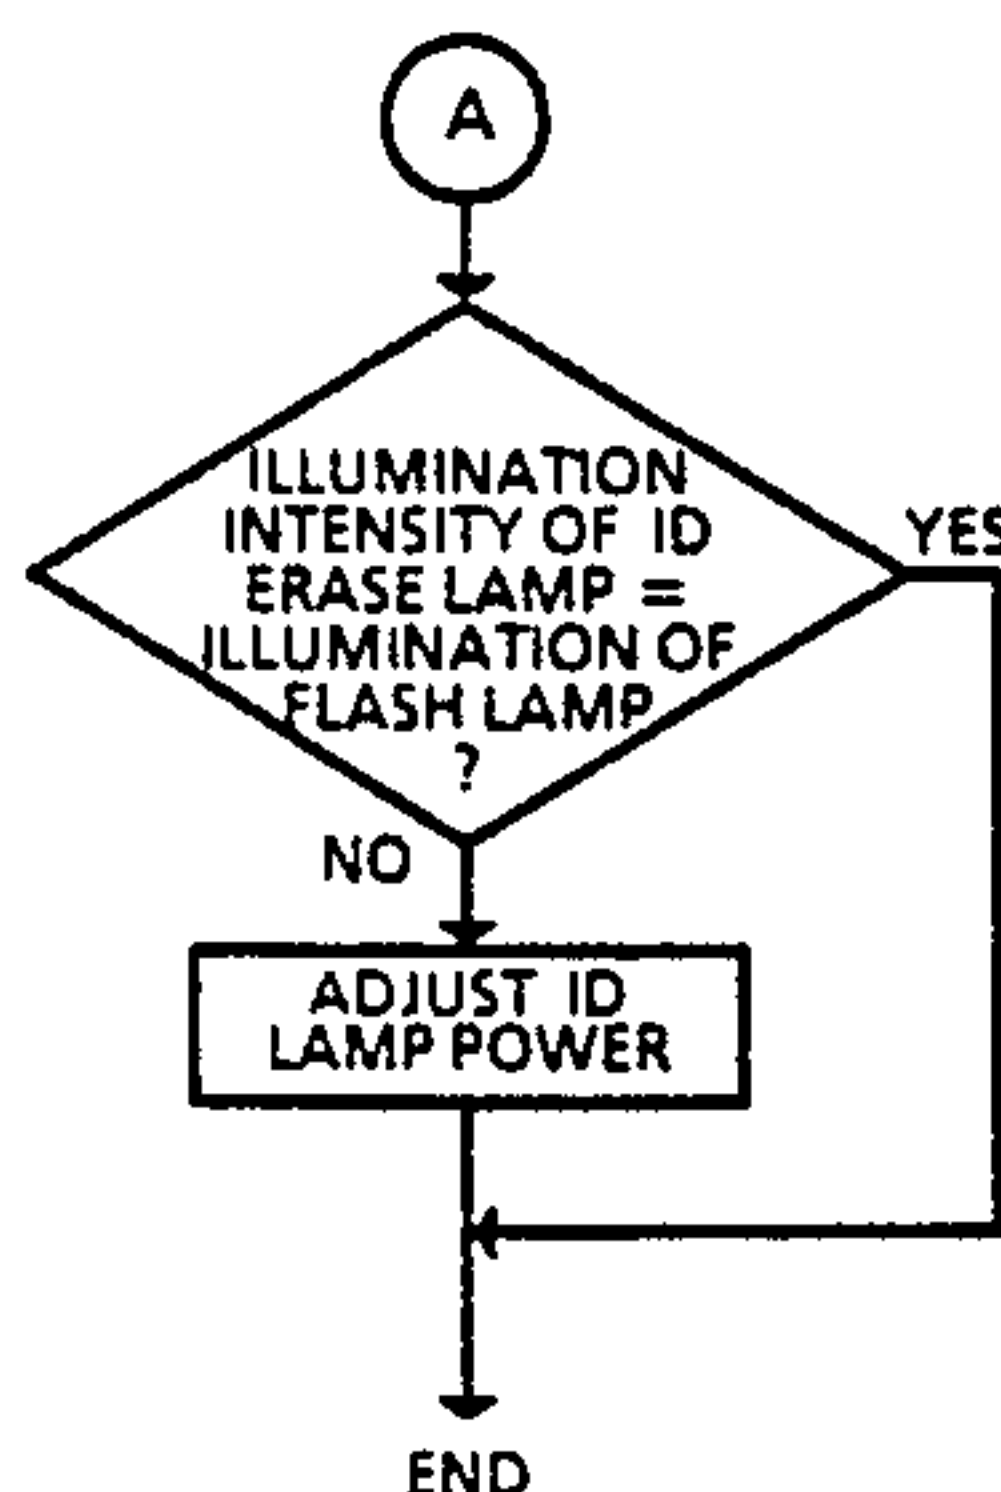 A
ILLUMINATION
INTENSITY OF ID
ERASE LAMP =
ILLUMINATION OF
FLASH LAMP
?
YES
NO
ADJUST ID
LAMP POWER
END